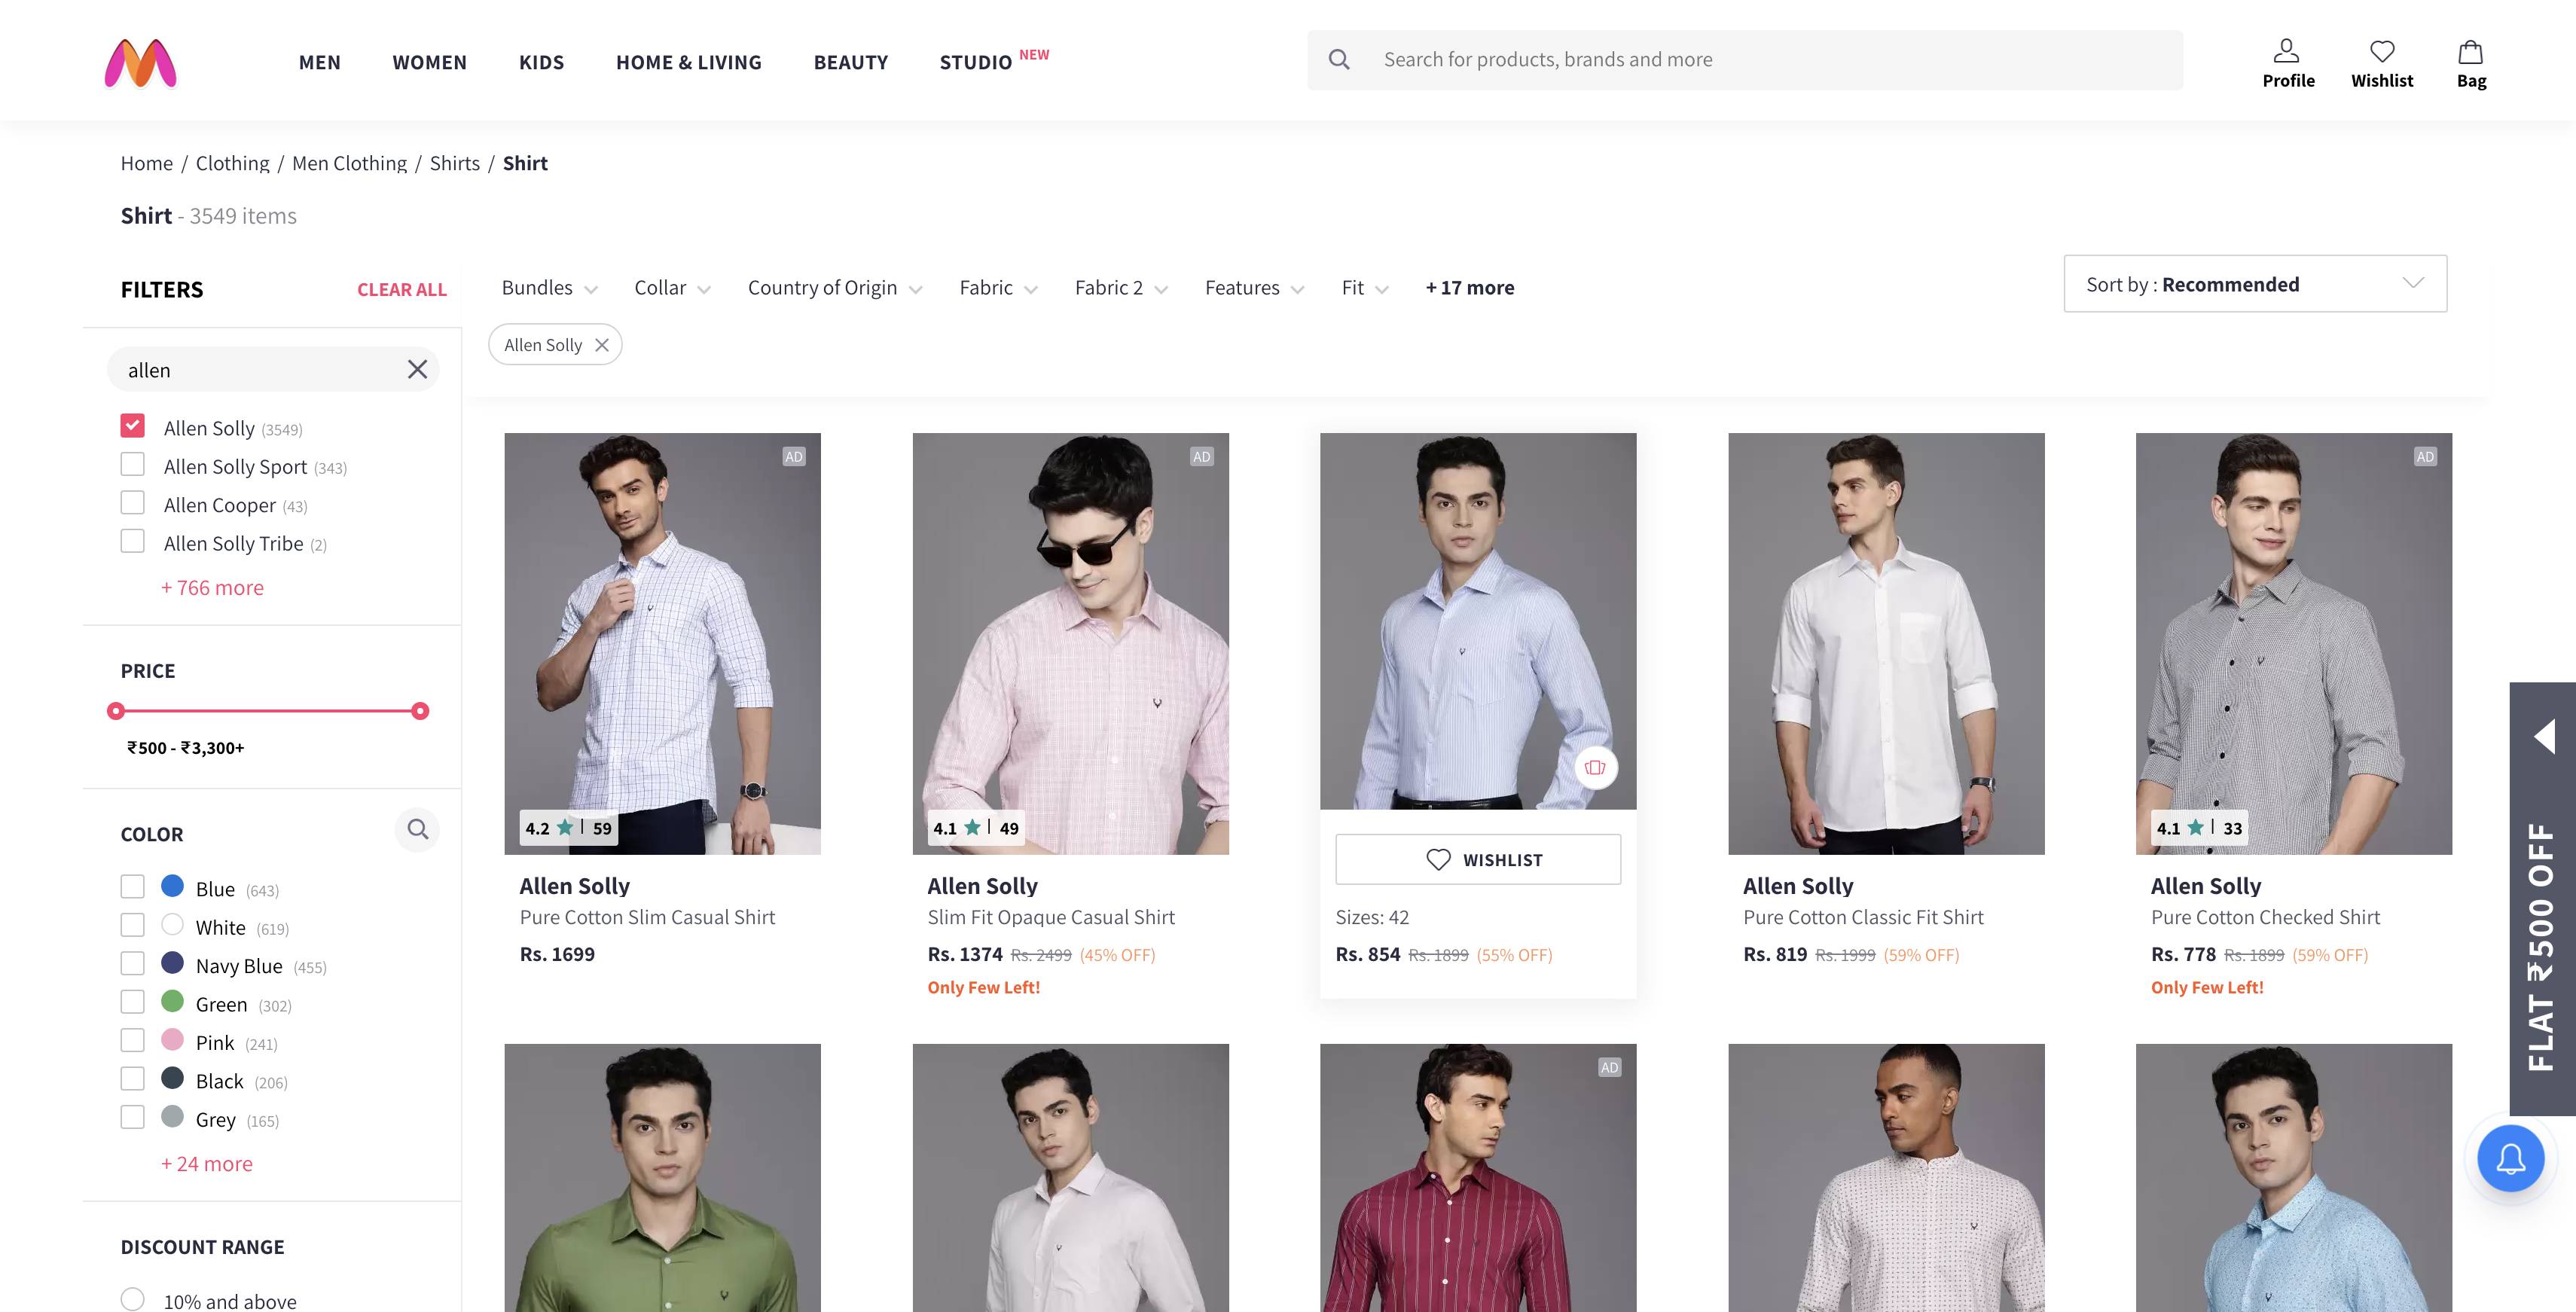 MEN WOMEN KIDS HOME & LIVING BEAUTY STUDIO NEW
Search for products, brands and more
Profile Wishlist Bag
Home / Clothing / Men Clothing / Shirts / Shirt
Shirt - 3549 items
FILTERS CLEAR ALL
Bundles Collar Country of Origin Fabric Fabric 2 Features Fit + 17 more
Sort by : Recommended
Allen Solly
allen
Allen Solly (3549)
Allen Solly Sport (343)
Allen Cooper (43)
Allen Solly Tribe (2)
+ 766 more
PRICE
₹500 - ₹3,300+
COLOR
Blue (643)
White (619)
Navy Blue (455)
Green (302)
Pink (241)
Black (206)
Grey (165)
+ 24 more
DISCOUNT RANGE
10% and above
AD
4.2 | 59
Allen Solly
Pure Cotton Slim Casual Shirt
Rs. 1699
AD
4.1 | 49
Allen Solly
Slim Fit Opaque Casual Shirt
Rs. 1374 Rs. 2499 (45% OFF)
Only Few Left!
WISHLIST
Sizes: 42
Rs. 854 Rs. 1899 (55% OFF)
Allen Solly
Pure Cotton Classic Fit Shirt
Rs. 819 Rs. 1999 (59% OFF)
AD
4.1 | 33
Allen Solly
Pure Cotton Checked Shirt
Rs. 778 Rs. 1899 (59% OFF)
Only Few Left!
AD
FLAT ₹500 OFF